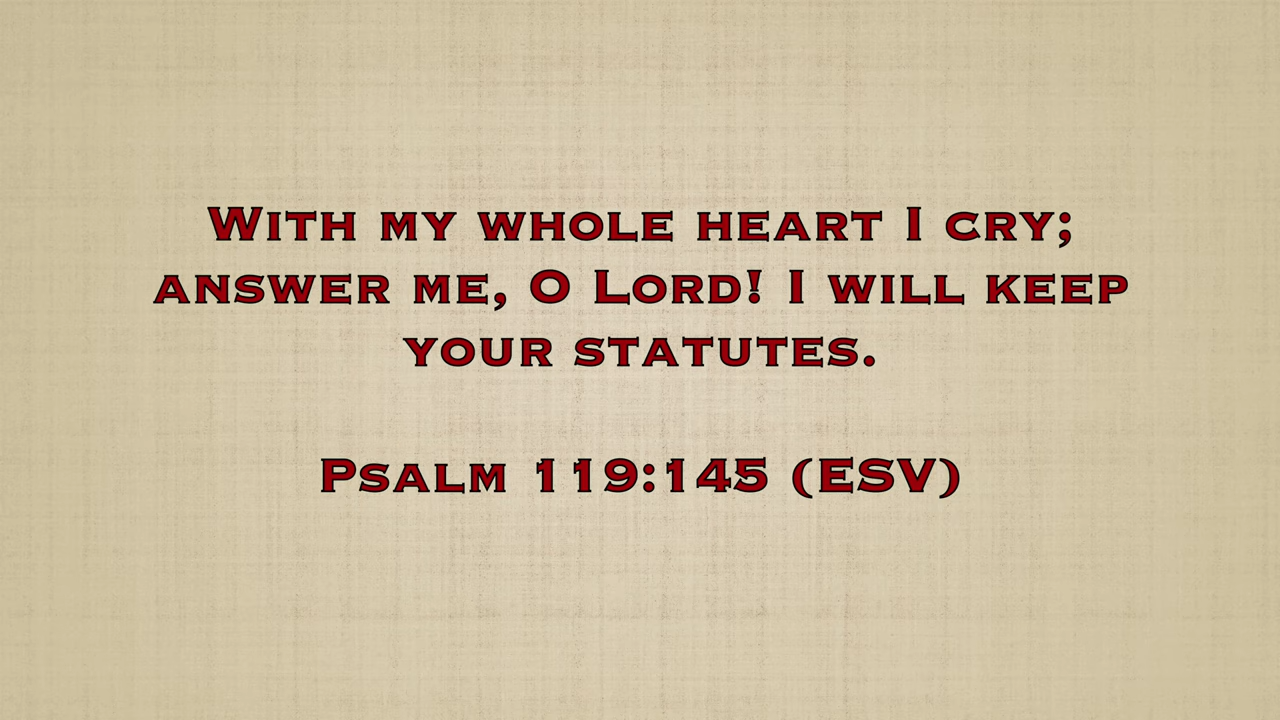 With my whole heart I cry;
answer me, O Lord! I will keep
your statutes.
Psalm 119:145 (ESV)